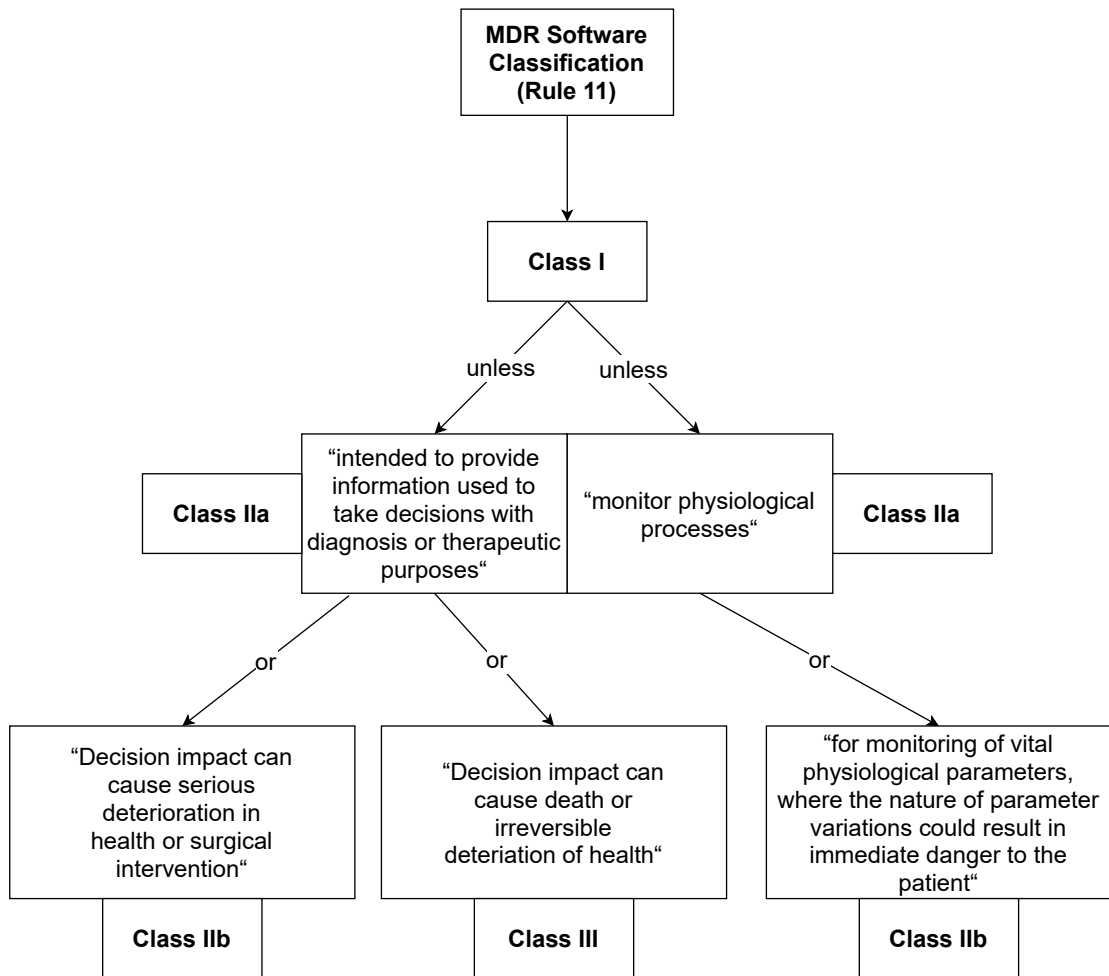 MDR Software
Classification
(Rule 11)
Class I
unless
unless
“intended to provide
information used to
take decisions with
diagnosis or therapeutic
purposes“
Class IIa
“monitor physiological
processes“
Class IIa
or
or
or
“Decision impact can
cause serious
deterioration in
health or surgical
intervention“
Class IIb
“Decision impact can
cause death or
irreversible
deteriation of health“
Class III
“for monitoring of vital
physiological parameters,
where the nature of parameter
variations could result in
immediate danger to the
patient“
Class IIb